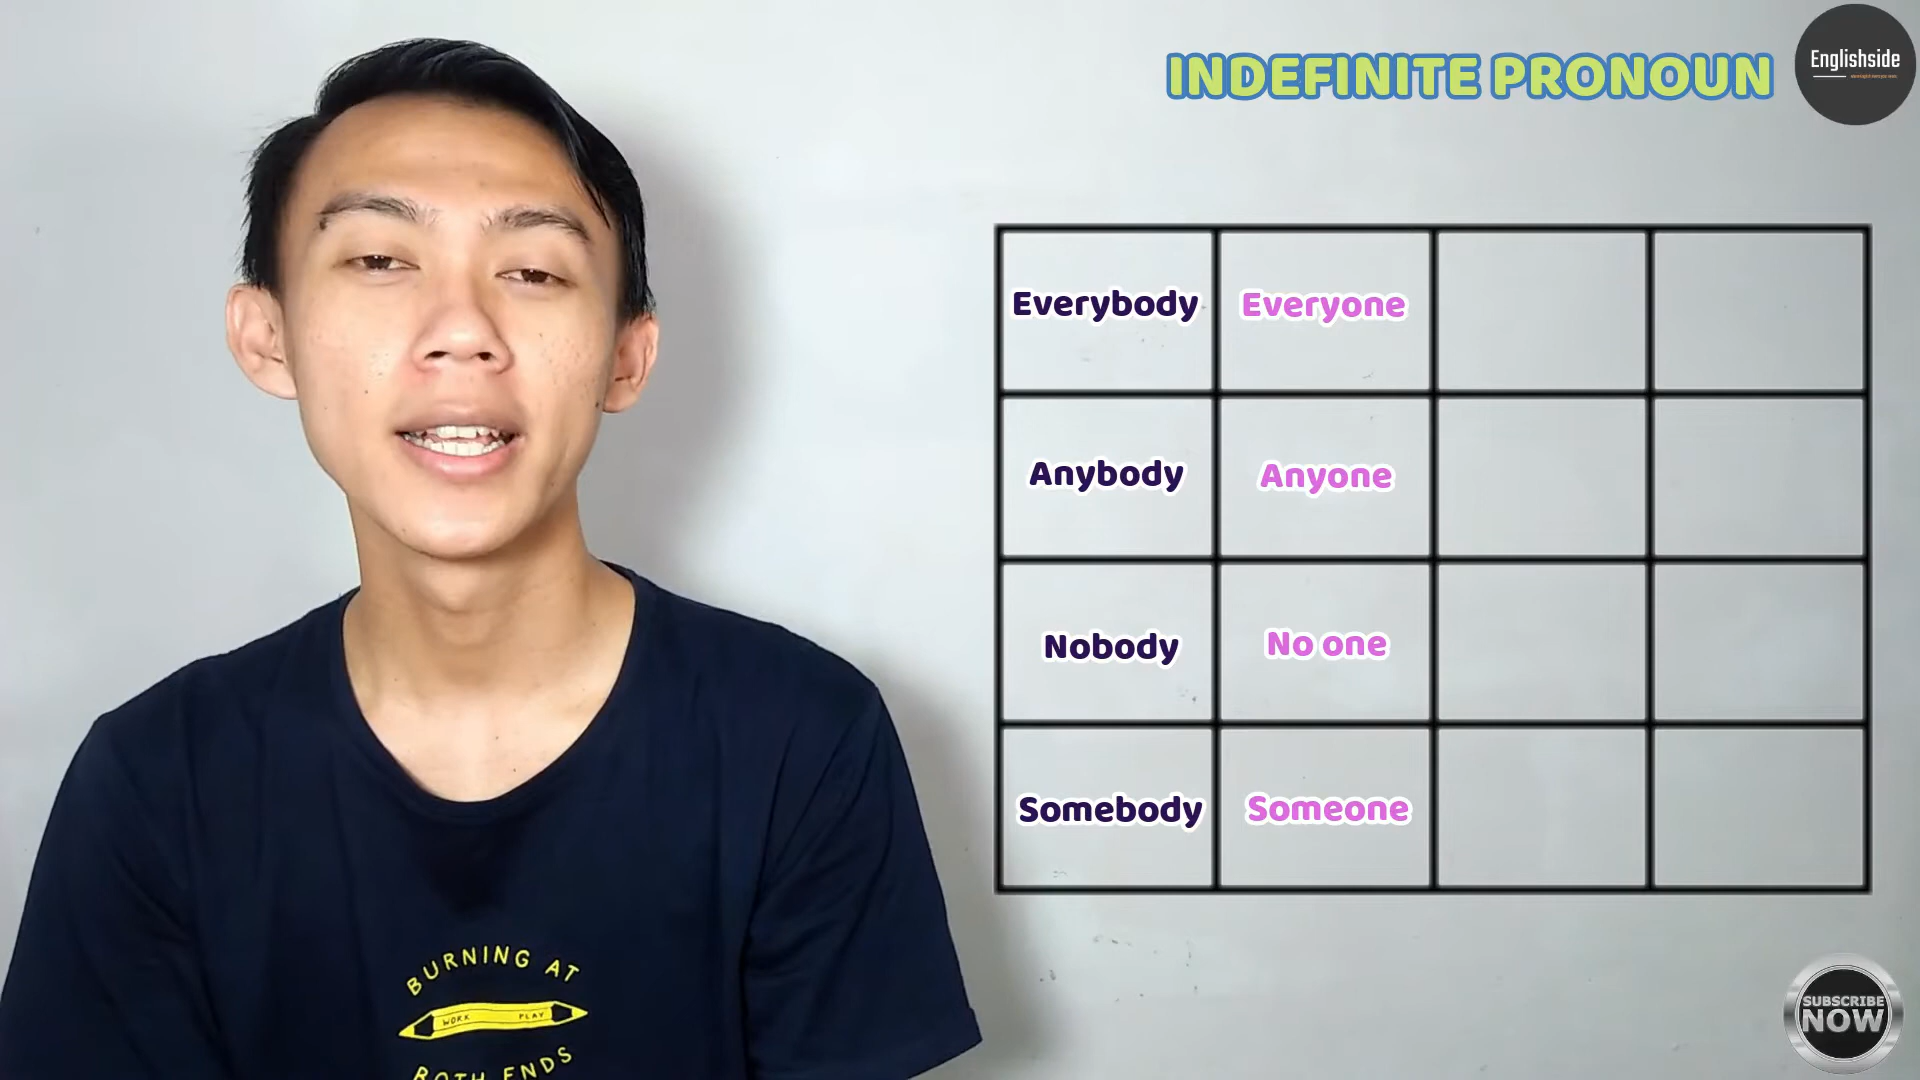 INDEFINITE PRONOUN
Englishside
Everybody Everyone
Anybody Anyone
Nobody No one
Somebody Someone
BURNING AT
WORK PLAY
BOTH ENDS
SUBSCRIBE
NOW